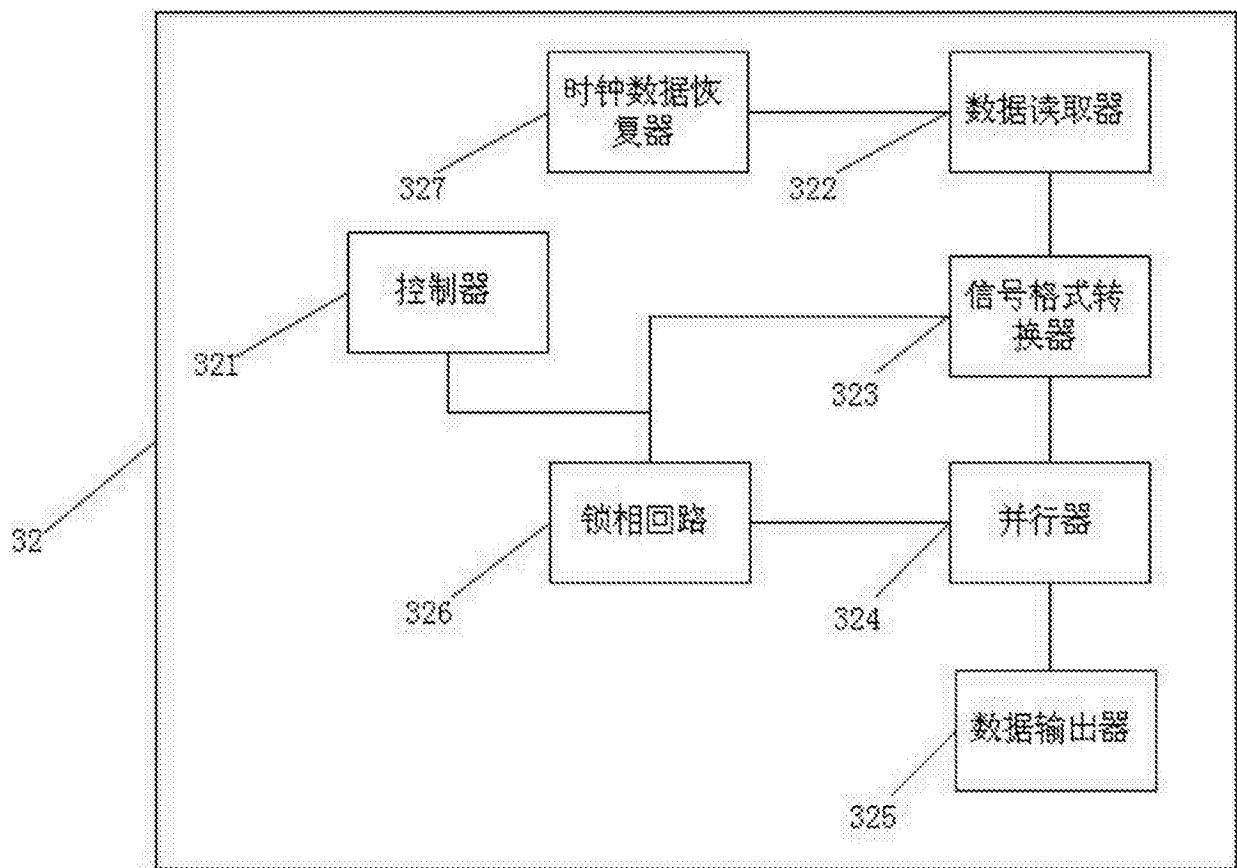 时钟数据恢
复器
数据读取器
327
322
控制器
信号格式转
换器
321
323
32
锁相回路
并行器
326
324
数据输出器
325